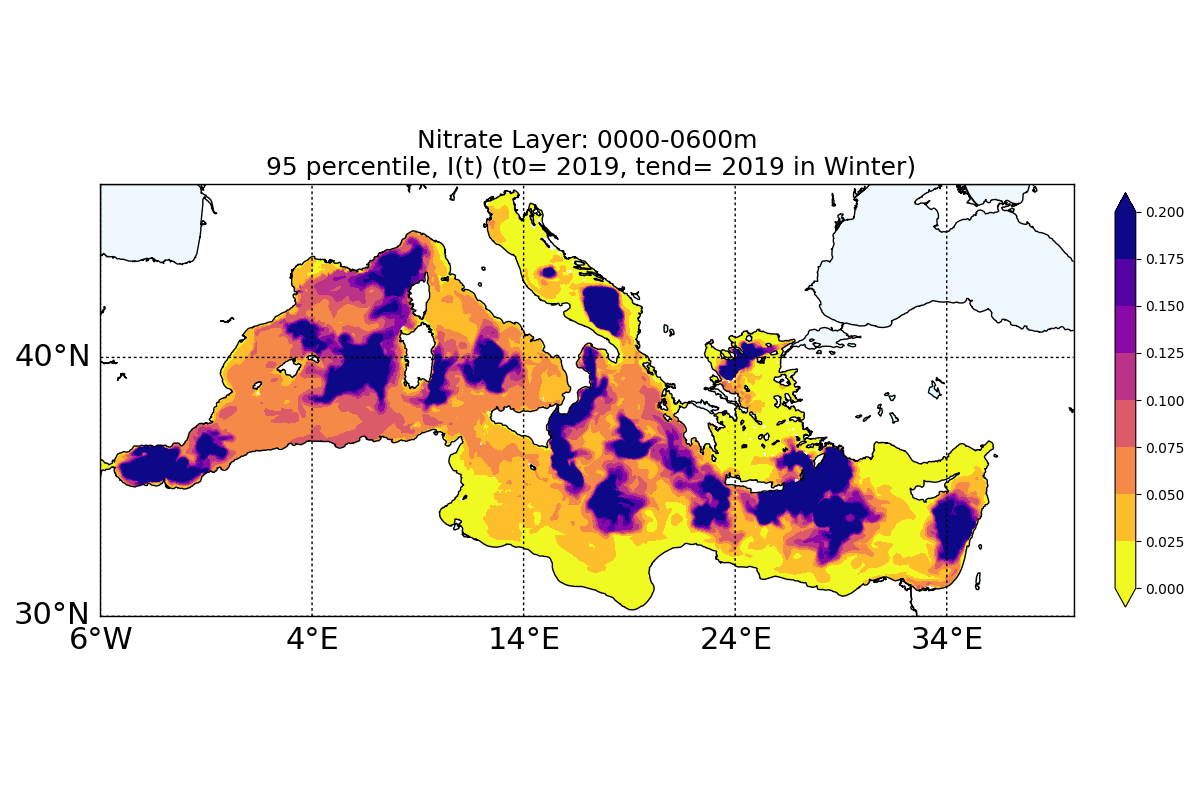 Nitrate Layer: 0000-0600m
95 percentile, I(t) (t0= 2019, tend= 2019 in Winter)
0.200
0.175
0.150
0.125
0.100
0.075
0.050
0.025
0.000
40°N
30°N
6°W 4°E 14°E 24°E 34°E